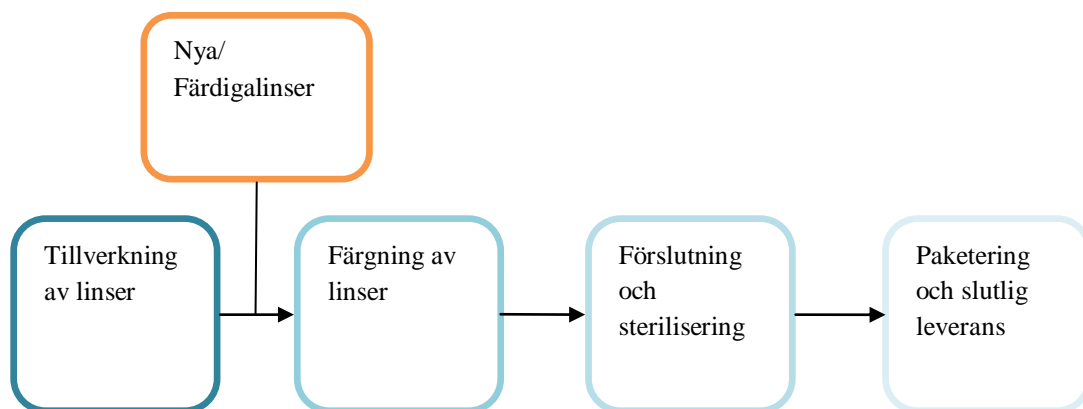 Nya/
Färdigalinser
Tillverkning
av linser
Färgning av
linser
Förslutning
och
sterilisering
Paketering
och slutlig
leverans